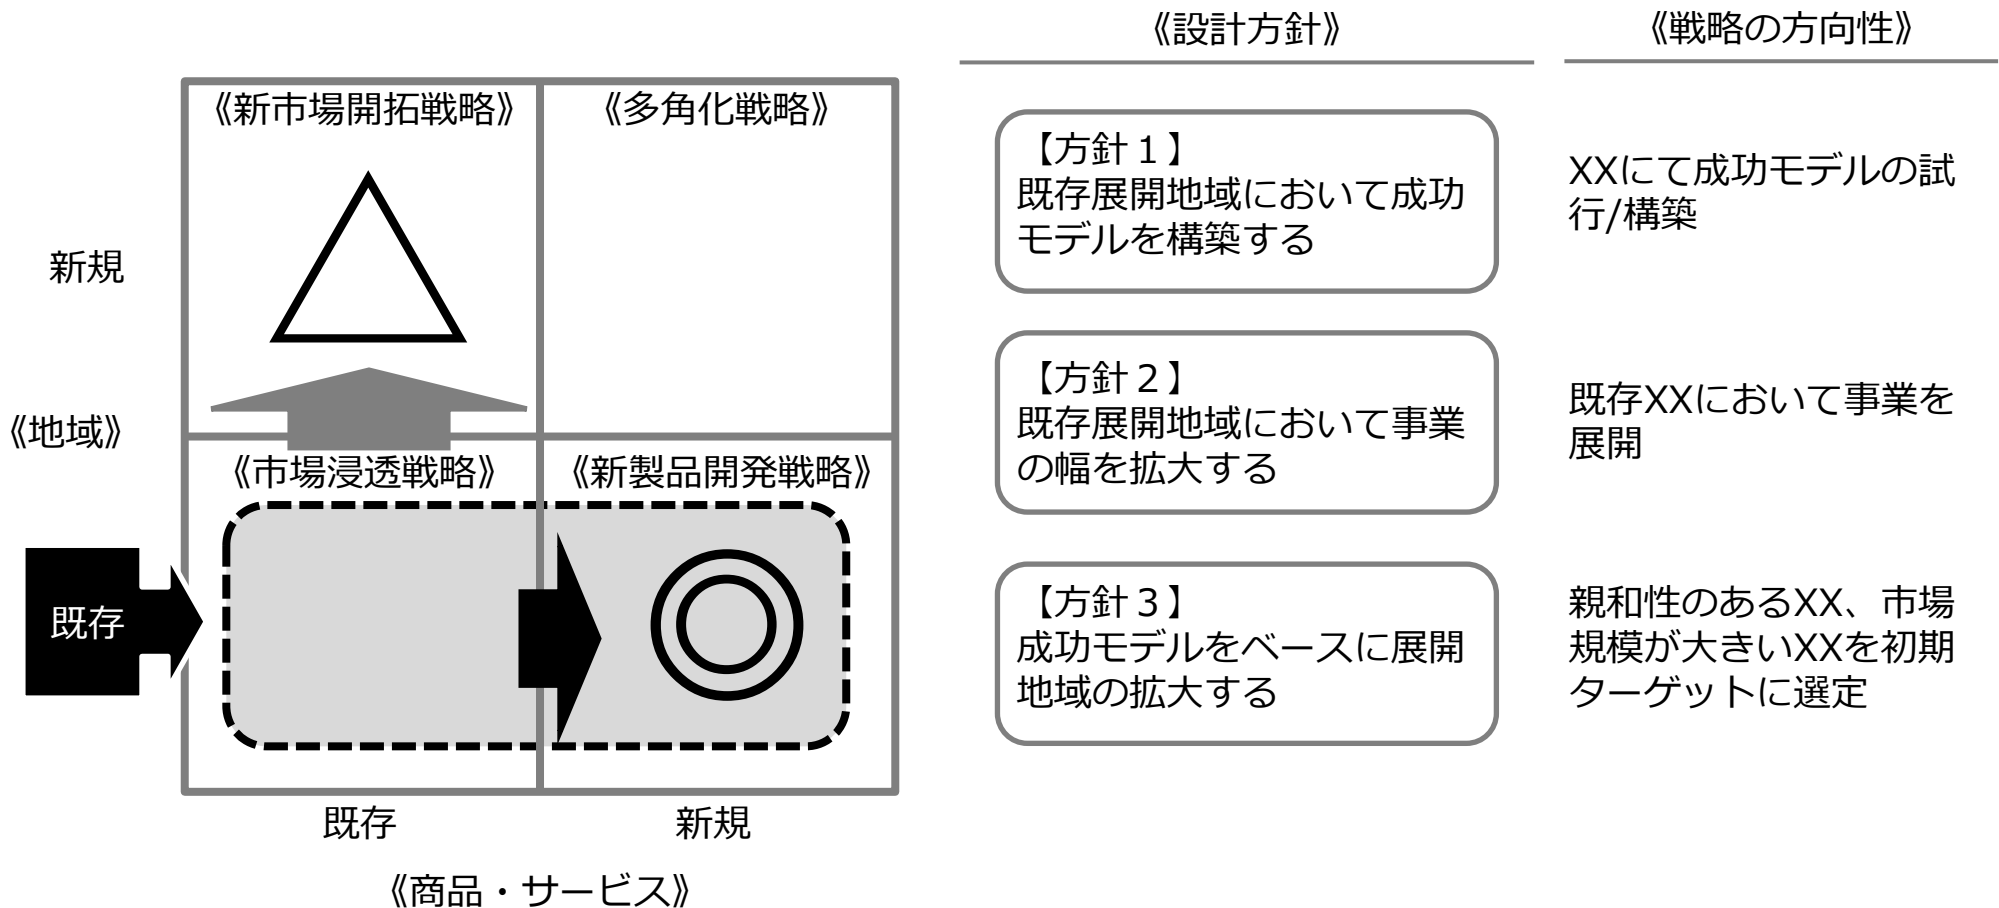 《設計方針》
《戦略の方向性》
《新市場開拓戦略》
《多角化戦略》
新規
《地域》
《市場浸透戦略》
《新製品開発戦略》
既存
既存
新規
《商品・サービス》
【方針１】
既存展開地域において成功
モデルを構築する
XXにて成功モデルの試
行/構築
【方針２】
既存展開地域において事業
の幅を拡大する
既存XXにおいて事業を
展開
【方針３】
成功モデルをベースに展開
地域の拡大する
親和性のあるXX、市場
規模が大きいXXを初期
ターゲットに選定